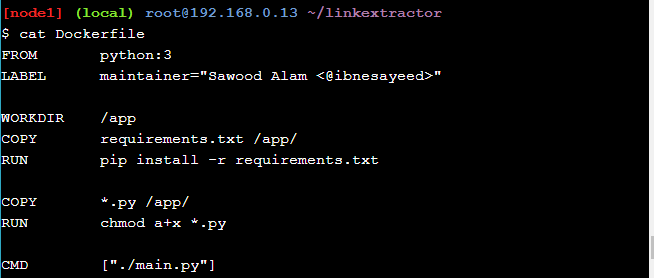 [node1] (local) root@192.168.0.13 ~/linkextractor
$ cat Dockerfile
FROM python:3
LABEL maintainer="Sawood Alam <@ibnesayeed>"
WORKDIR /app
COPY requirements.txt /app/
RUN pip install -r requirements.txt
COPY *.py /app/
RUN chmod a+x *.py
CMD ["./main.py"]